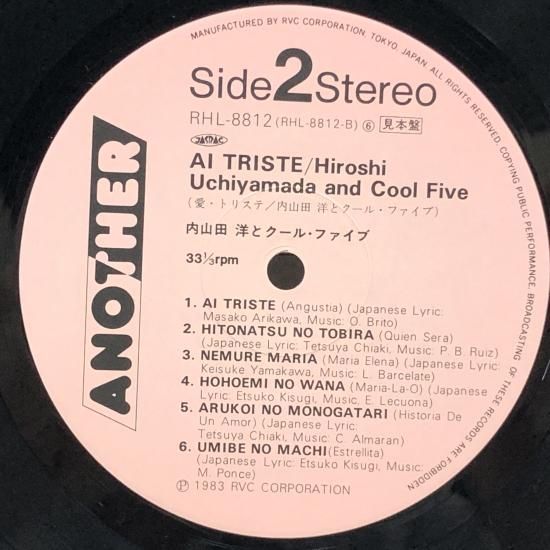 MANUFACTURED BY RVC CORPORATION, TOKYO, JAPAN. ALL RIGHTS RESERVED. COPYING PUBLIC PERFORMANCE, BROADCASTING OF THESE RECORDS ARE FORBIDDEN
Side 2 Stereo
RHL-8812 (RHL-8812-B) ⑥ 見本盤
JASRAC
AI TRISTE/Hiroshi
Uchiyamada and Cool Five
(愛・トリステ/内山田 洋とクール・ファイブ)
内山田 洋とクール・ファイブ
33⅓rpm
ANOTHER
1. AI TRISTE (Angustia) (Japanese Lyric:
Masako Arikawa, Music: O. Brito)
2. HITONATSU NO TOBIRA (Quien Sera)
(Japanese Lyric: Tetsuya Chiaki, Music: P. B. Ruiz)
3. NEMURE MARIA (Maria Elena) (Japanese Lyric:
Keisuke Yamakawa, Music: L. Barcelate)
4. HOHOEMI NO WANA (Maria-La-O) (Japanese
Lyric: Etsuko Kisugi, Music, E. Lecuona)
5. ARUKOI NO MONOGATARI (Historia De
Un Amor) (Japanese Lyric:
Tetsuya Chiaki, Music: C. Almaran)
6. UMIBE NO MACHI(Estrellita)
(Japanese Lyric: Etsuko Kisugi, Music:
M. Ponce)
Ⓟ 1983 RVC CORPORATION